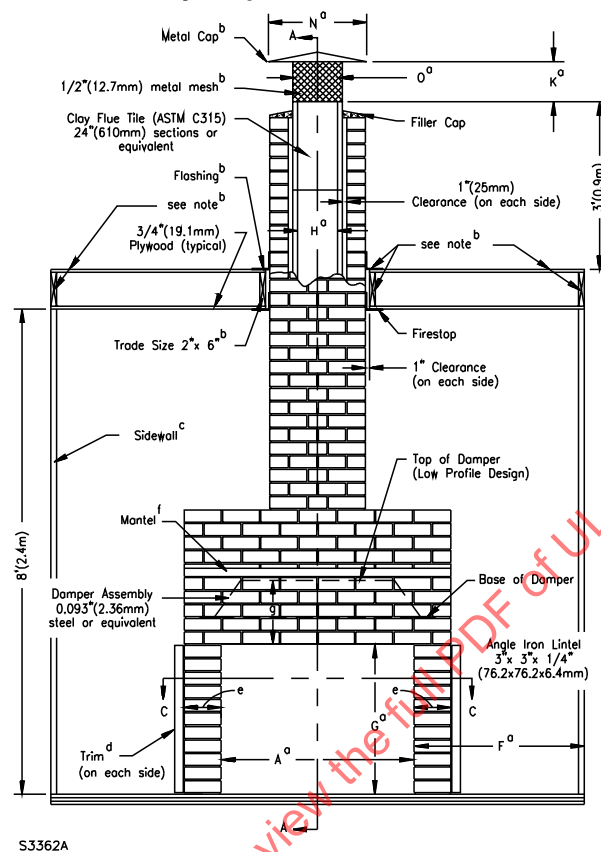 N a
A
Metal Cap b
O a
K a
1/2"(12.7mm) metal mesh b
Clay Flue Tile (ASTM C315)
24"(610mm) sections or
equivalent
Filler Cap
Flashing b
1"(25mm)
Clearance
(on each side)
3'(0.9m)
see note b
H a
see note b
3/4"(19.1mm)
Plywood (typical)
Trade Size 2"x 6" b
Firestop
1" Clearance
(on each side)
Sidewall c
Top of Damper
(Low Profile Design)
8'(2.4m)
Mantel f
Damper Assembly
0.093"(2.36mm)
steel or equivalent
g
Base of Damper
Angle Iron Lintel
3"x 3"x 1/4"
(76.2x76.2x6.4mm)
C
e
e
C
G a
Trim d
(on each side)
A a
F a
A
S3362A
view the full PDF of UL